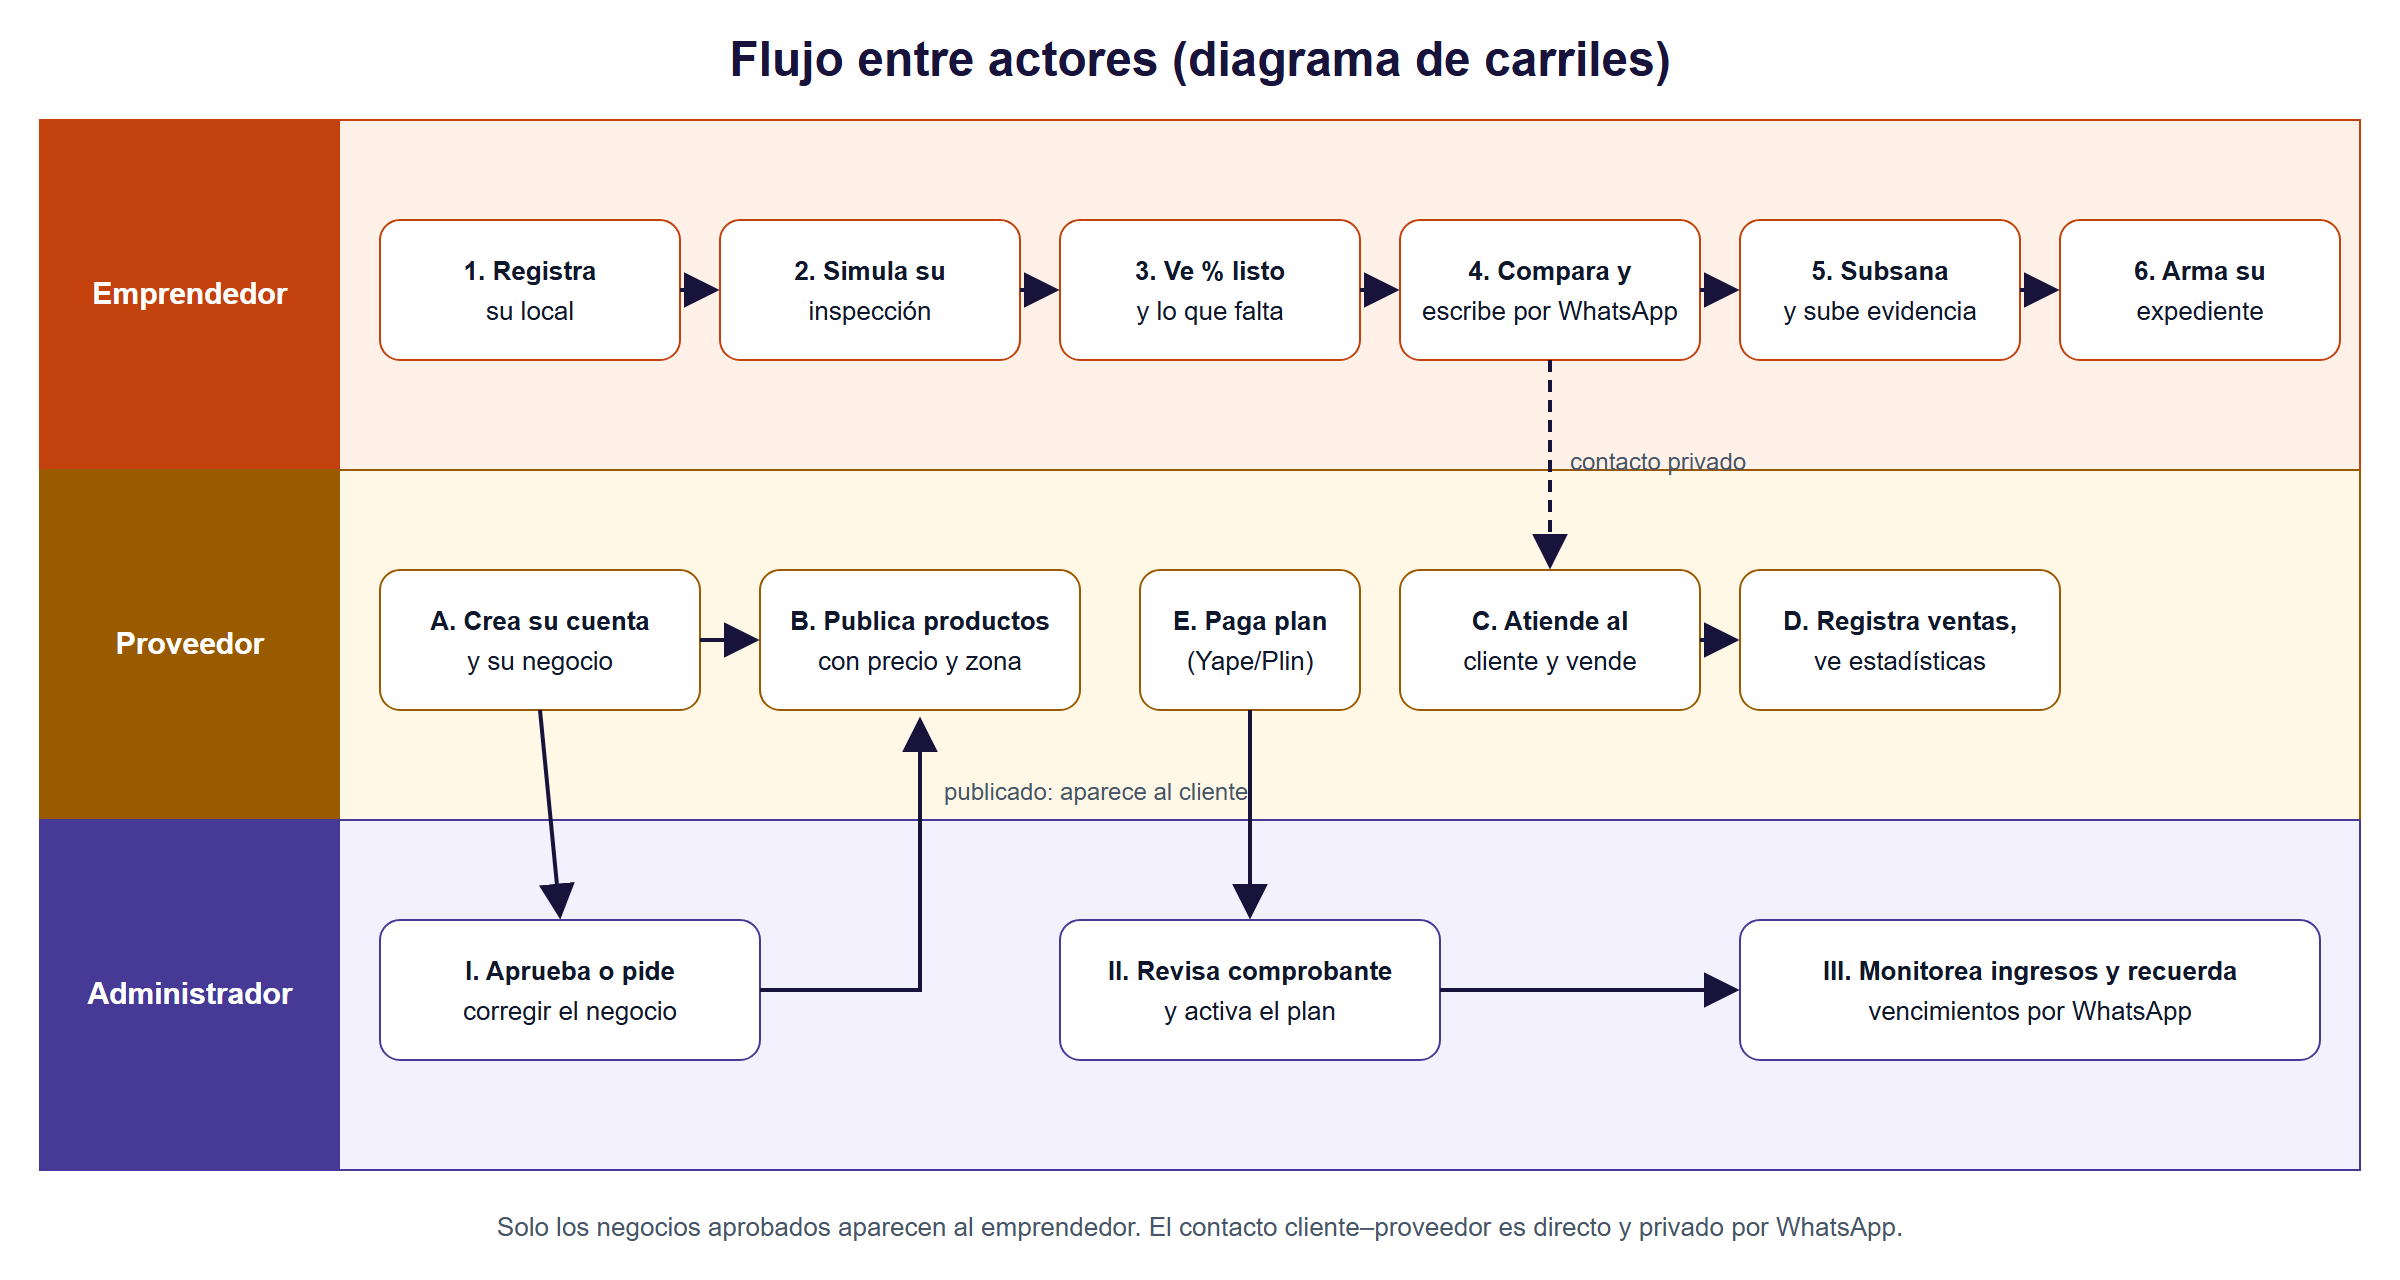 Flujo entre actores (diagrama de carriles)
Emprendedor
1. Registra
su local
2. Simula su
inspección
3. Ve % listo
y lo que falta
4. Compara y
escribe por WhatsApp
5. Subsana
y sube evidencia
6. Arma su
expediente
contacto privado
Proveedor
A. Crea su cuenta
y su negocio
B. Publica productos
con precio y zona
E. Paga plan
(Yape/Plin)
C. Atiende al
cliente y vende
D. Registra ventas,
ve estadísticas
publicado: aparece al cliente
Administrador
I. Aprueba o pide
corregir el negocio
II. Revisa comprobante
y activa el plan
III. Monitorea ingresos y recuerda
vencimientos por WhatsApp
Solo los negocios aprobados aparecen al emprendedor. El contacto cliente–proveedor es directo y privado por WhatsApp.